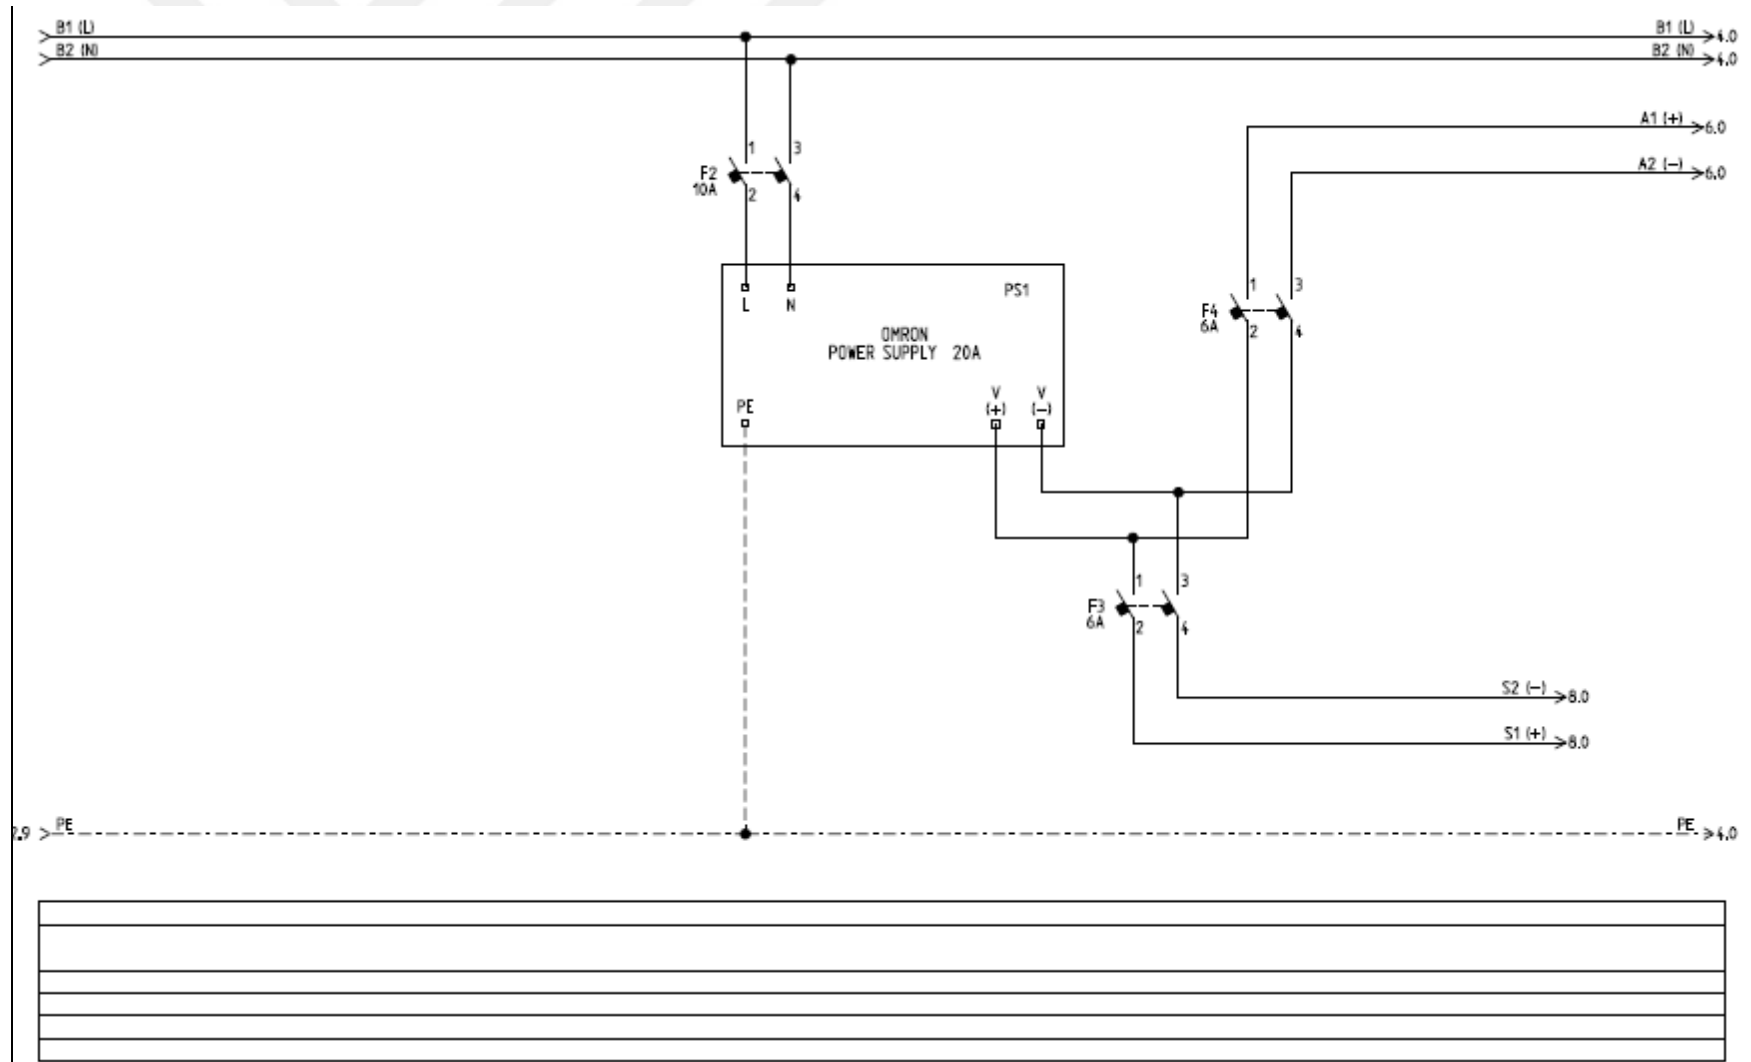 B1 (L)
B1 (L)
4.0
B2 (N)
B2 (N)
4.0
A1 (+)
6.0
A2 (—)
6.0
1
3
F2
10A
2
4
1
3
F4
6A
2
4
PS1
L
N
OMRON
POWER SUPPLY 20A
PE
V
(+)
V
(—)
1
3
F3
6A
2
4
S2 (—)
8.0
S1 (+)
8.0
2.9
PE
PE
4.0